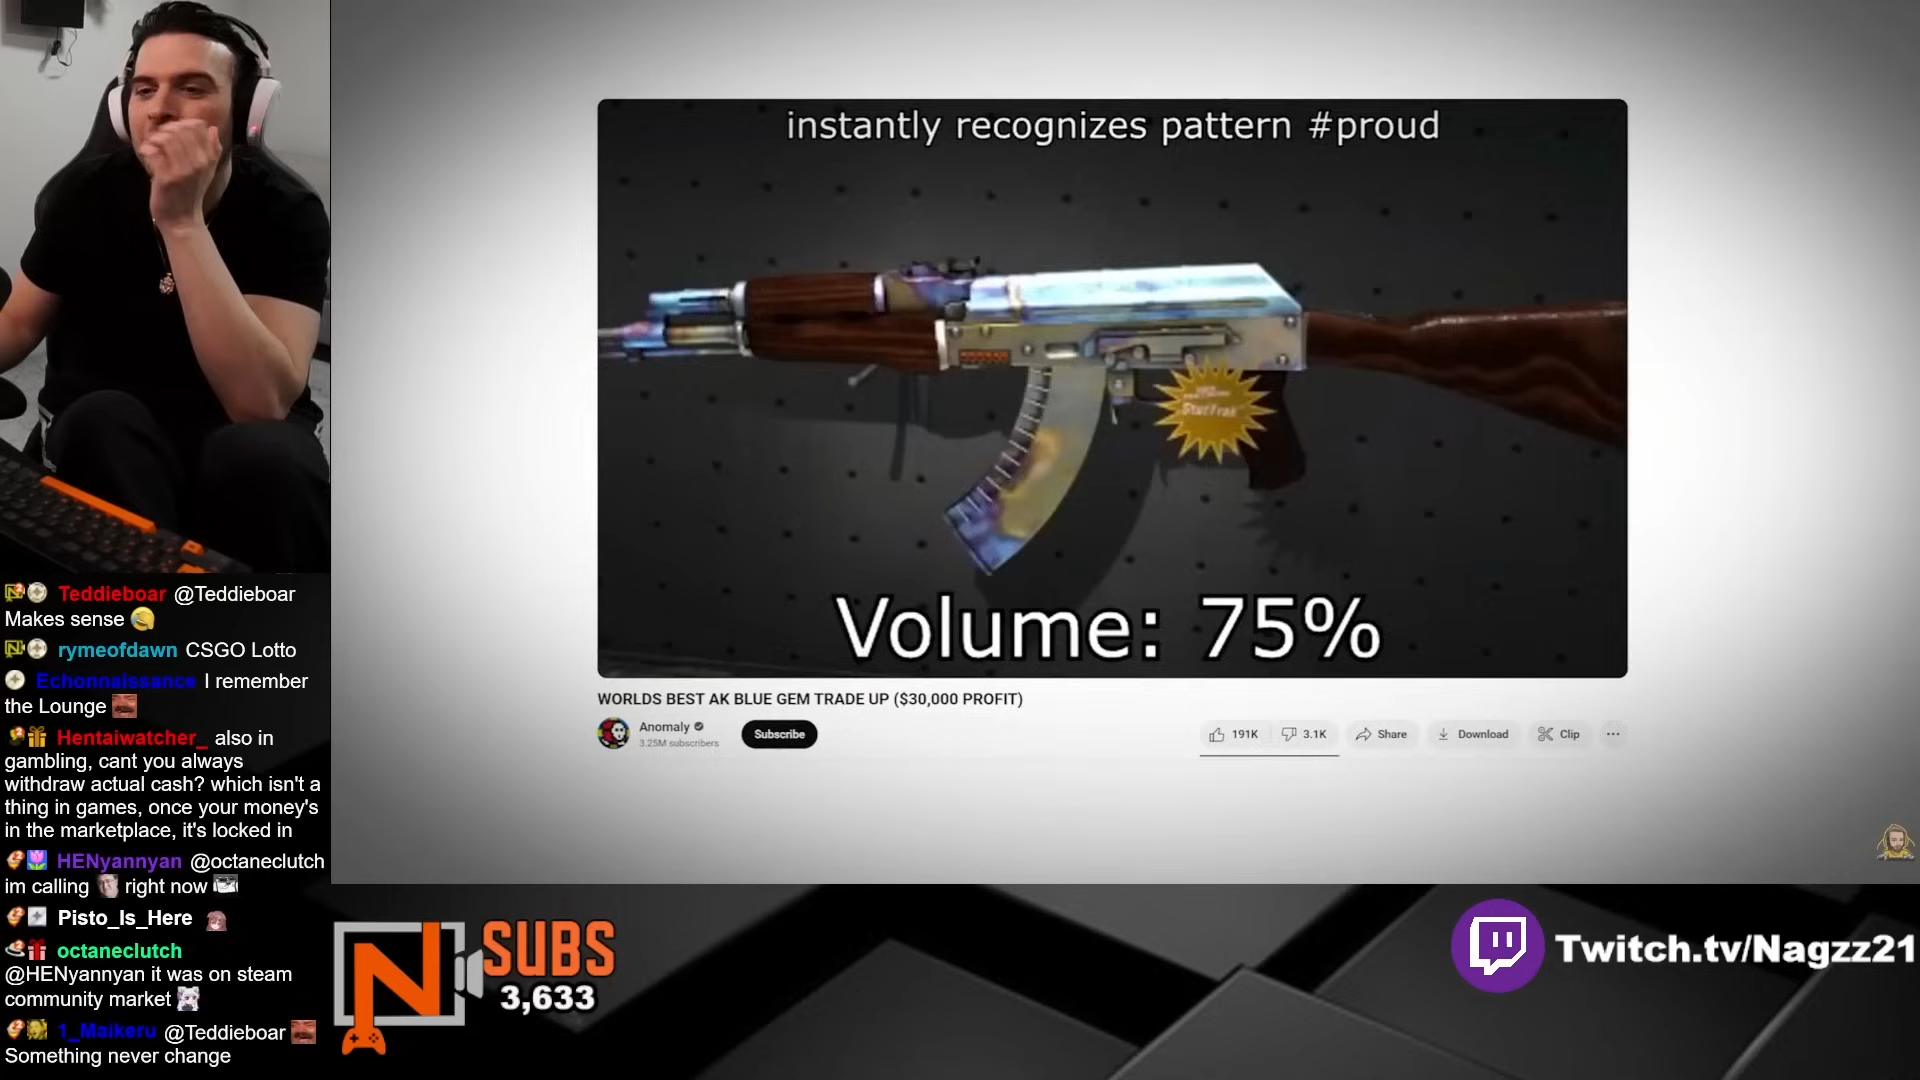 instantly recognizes pattern #proud
StatTrak
Volume: 75%
WORLDS BEST AK BLUE GEM TRADE UP ($30,000 PROFIT)
Anomaly
3.25M subscribers
Subscribe
191K
3.1K
Share
Download
Clip
Teddieboar @Teddieboar
Makes sense
rymeofdawn CSGO Lotto
Echonnaissance I remember
the Lounge
Hentaiwatcher_ also in
gambling, cant you always
withdraw actual cash? which isn't a
thing in games, once your money's
in the marketplace, it's locked in
HENyannyan @octaneclutch
im calling right now
Pisto_Is_Here
octaneclutch
@HENyannyan it was on steam
community market
1_Maikeru @Teddieboar
Something never change
N SUBS
3,633
Twitch.tv/Nagzz21